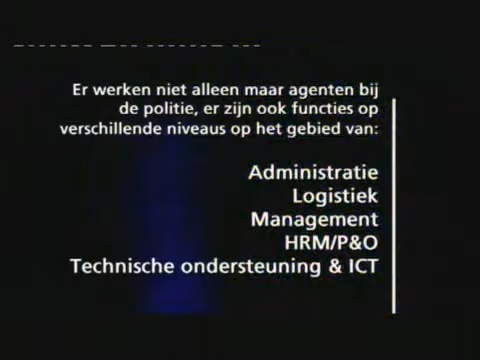 Er werken niet alleen maar agenten bij
de politie, er zijn ook functies op
verschillende niveaus op het gebied van:
Administratie
Logistiek
Management
HRM/P&O
Technische ondersteuning & ICT